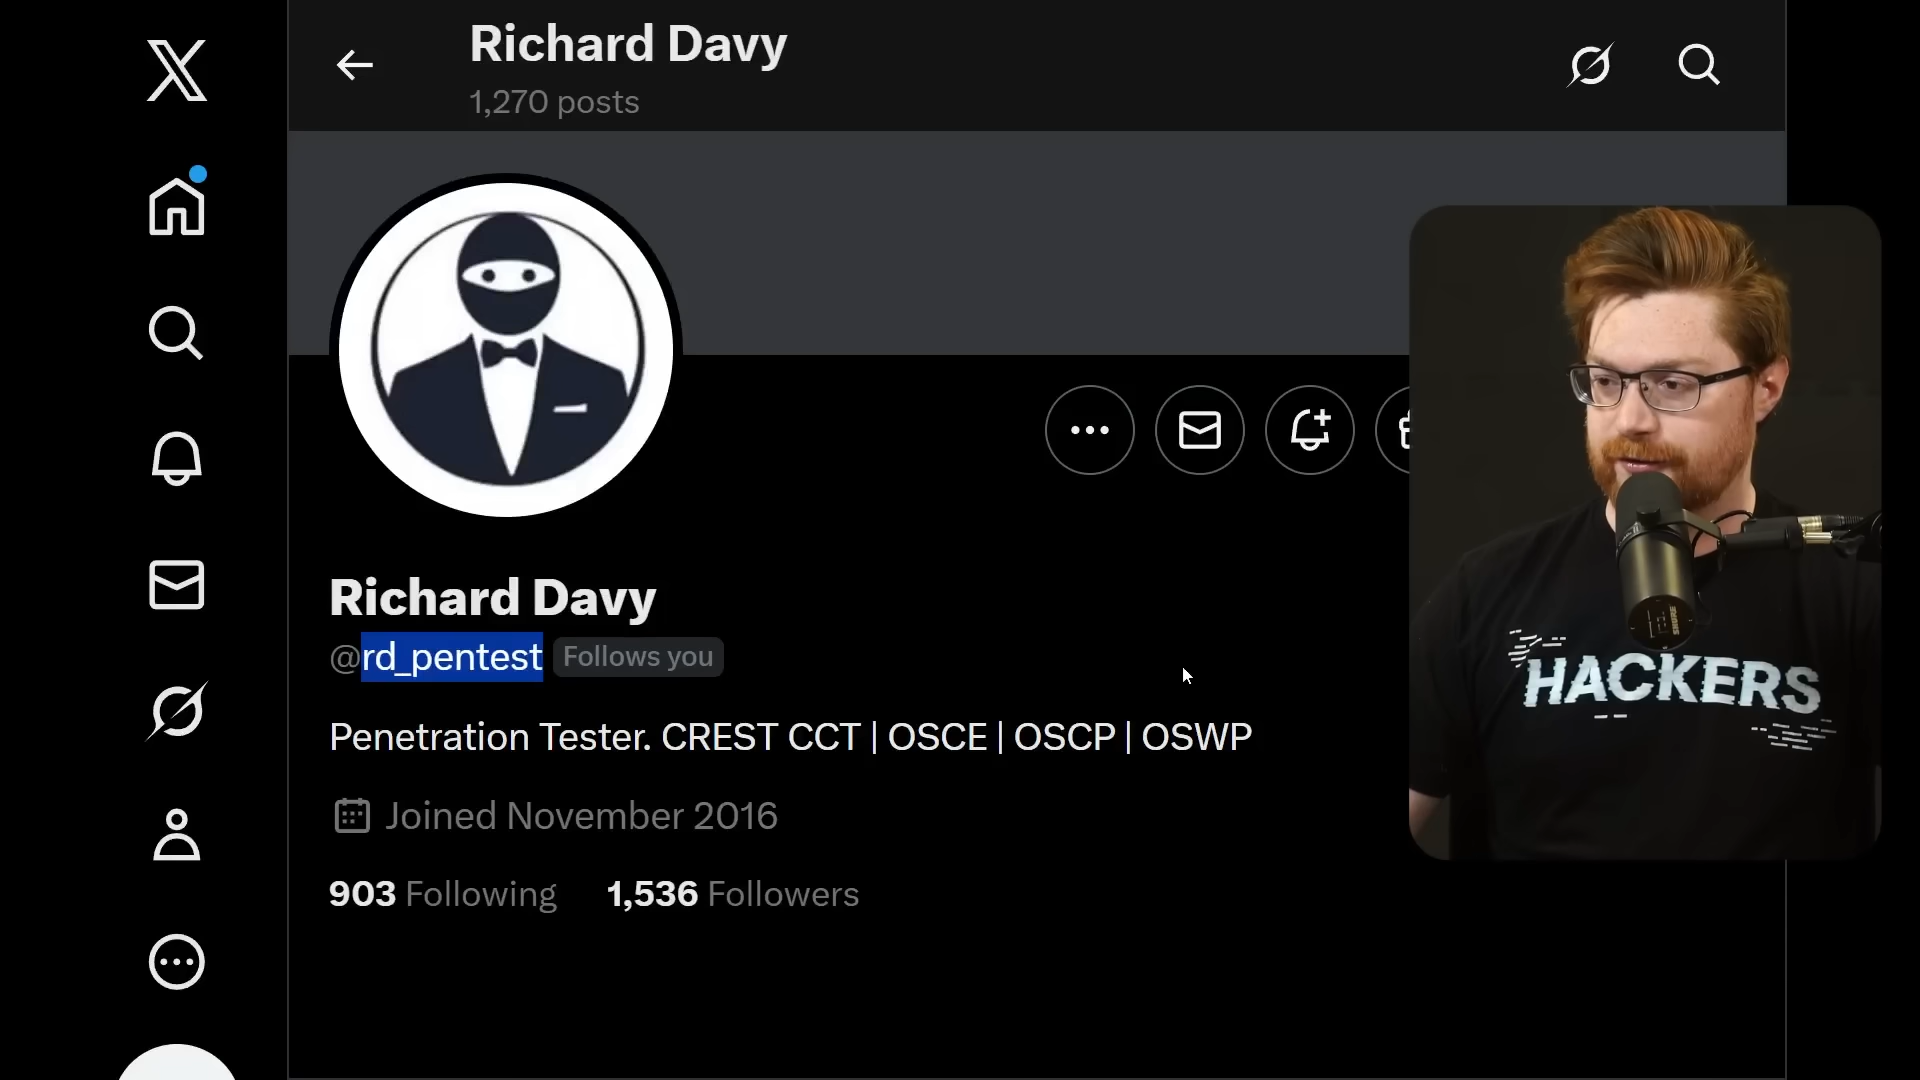 Richard Davy
1,270 posts
Richard Davy
@rd_pentest Follows you
Penetration Tester. CREST CCT | OSCE | OSCP | OSWP
Joined November 2016
903 Following 1,536 Followers
SHURE
HACKERS